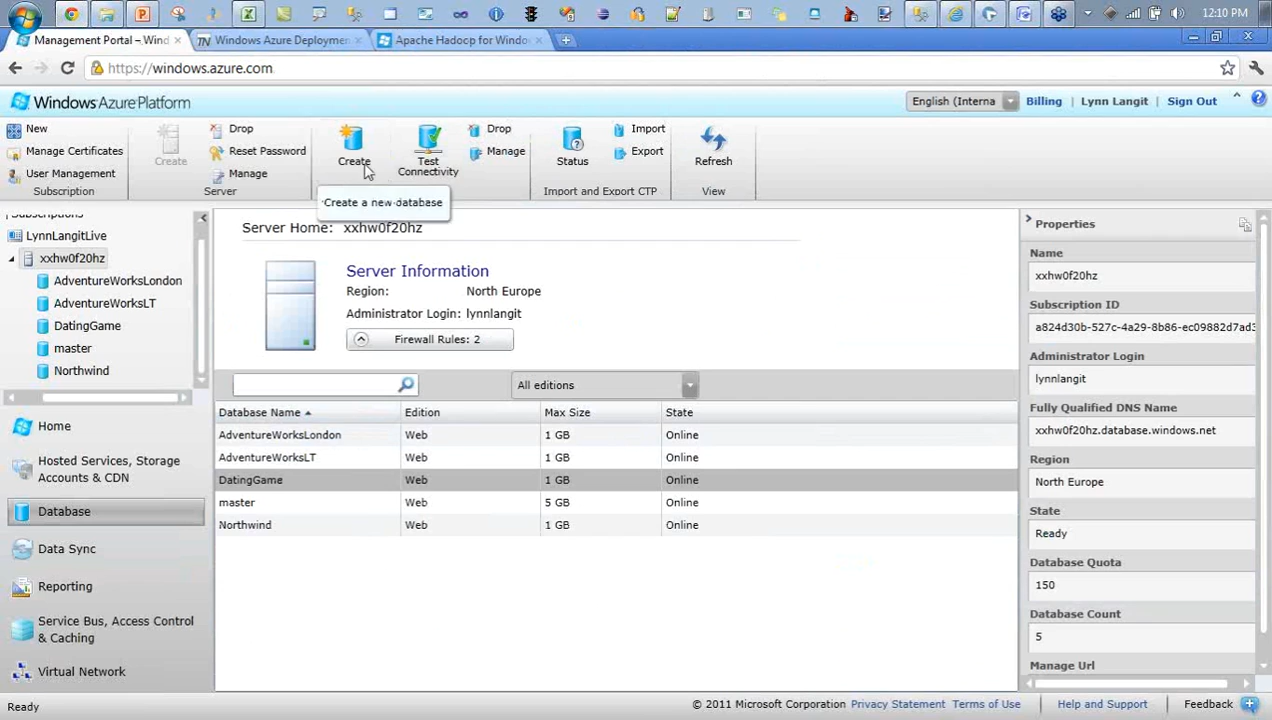 12:10 PM
Management Portal – Wind
Windows Azure Deploymen
Apache Hadoop for Windo
https://windows.azure.com
Windows Azure Platform
English (Interna
Billing
Lynn Langit
Sign Out
New
Manage Certificates
User Management
Subscription
Create
Drop
Reset Password
Manage
Server
Create
Test
Connectivity
Drop
Manage
Status
Import
Export
Import and Export CTP
Refresh
View
Create a new database
Subscriptions
LynnLangitLive
xxhw0f20hz
AdventureWorksLondon
AdventureWorksLT
DatingGame
master
Northwind
Home
Hosted Services, Storage
Accounts & CDN
Database
Data Sync
Reporting
Service Bus, Access Control
& Caching
Virtual Network
Server Home: xxhw0f20hz
Server Information
Region: North Europe
Administrator Login: lynnlangit
Firewall Rules: 2
All editions
Database Name Edition Max Size State
AdventureWorksLondon Web 1 GB Online
AdventureWorksLT Web 1 GB Online
DatingGame Web 1 GB Online
master Web 5 GB Online
Northwind Web 1 GB Online
Properties
Name
xxhw0f20hz
Subscription ID
a824d30b-527c-4a29-8b86-ec09882d7ad3
Administrator Login
lynnlangit
Fully Qualified DNS Name
xxhw0f20hz.database.windows.net
Region
North Europe
State
Ready
Database Quota
150
Database Count
5
Manage Url
Ready
© 2011 Microsoft Corporation Privacy Statement Terms of Use
Help and Support
Feedback